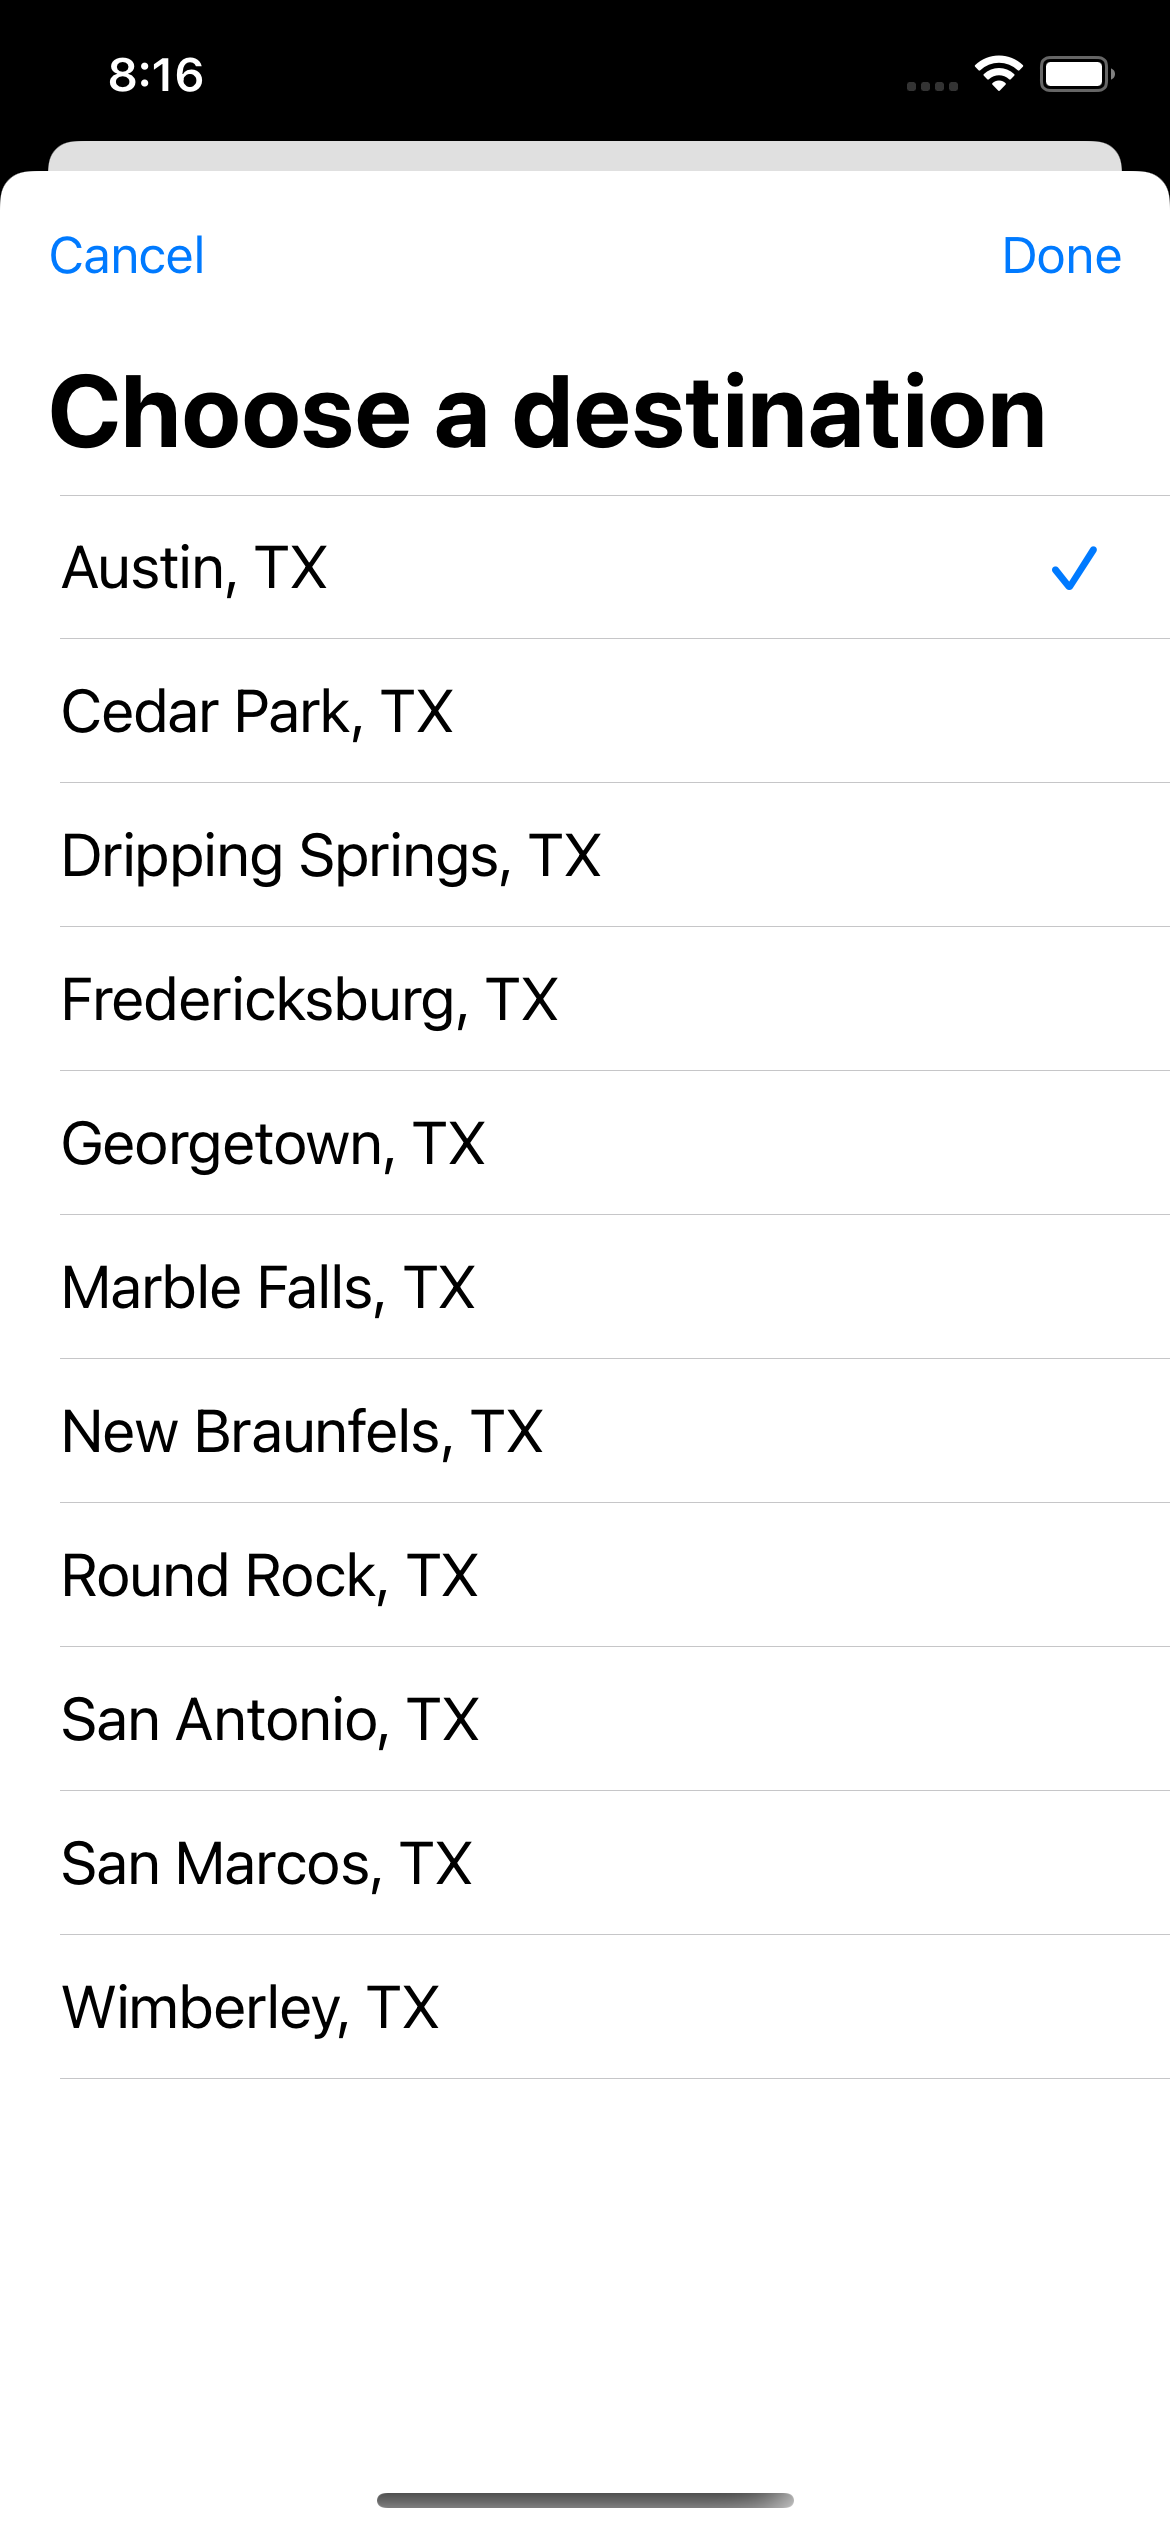 8:16
Cancel Done
Choose a destination
Austin, TX
Cedar Park, TX
Dripping Springs, TX
Fredericksburg, TX
Georgetown, TX
Marble Falls, TX
New Braunfels, TX
Round Rock, TX
San Antonio, TX
San Marcos, TX
Wimberley, TX